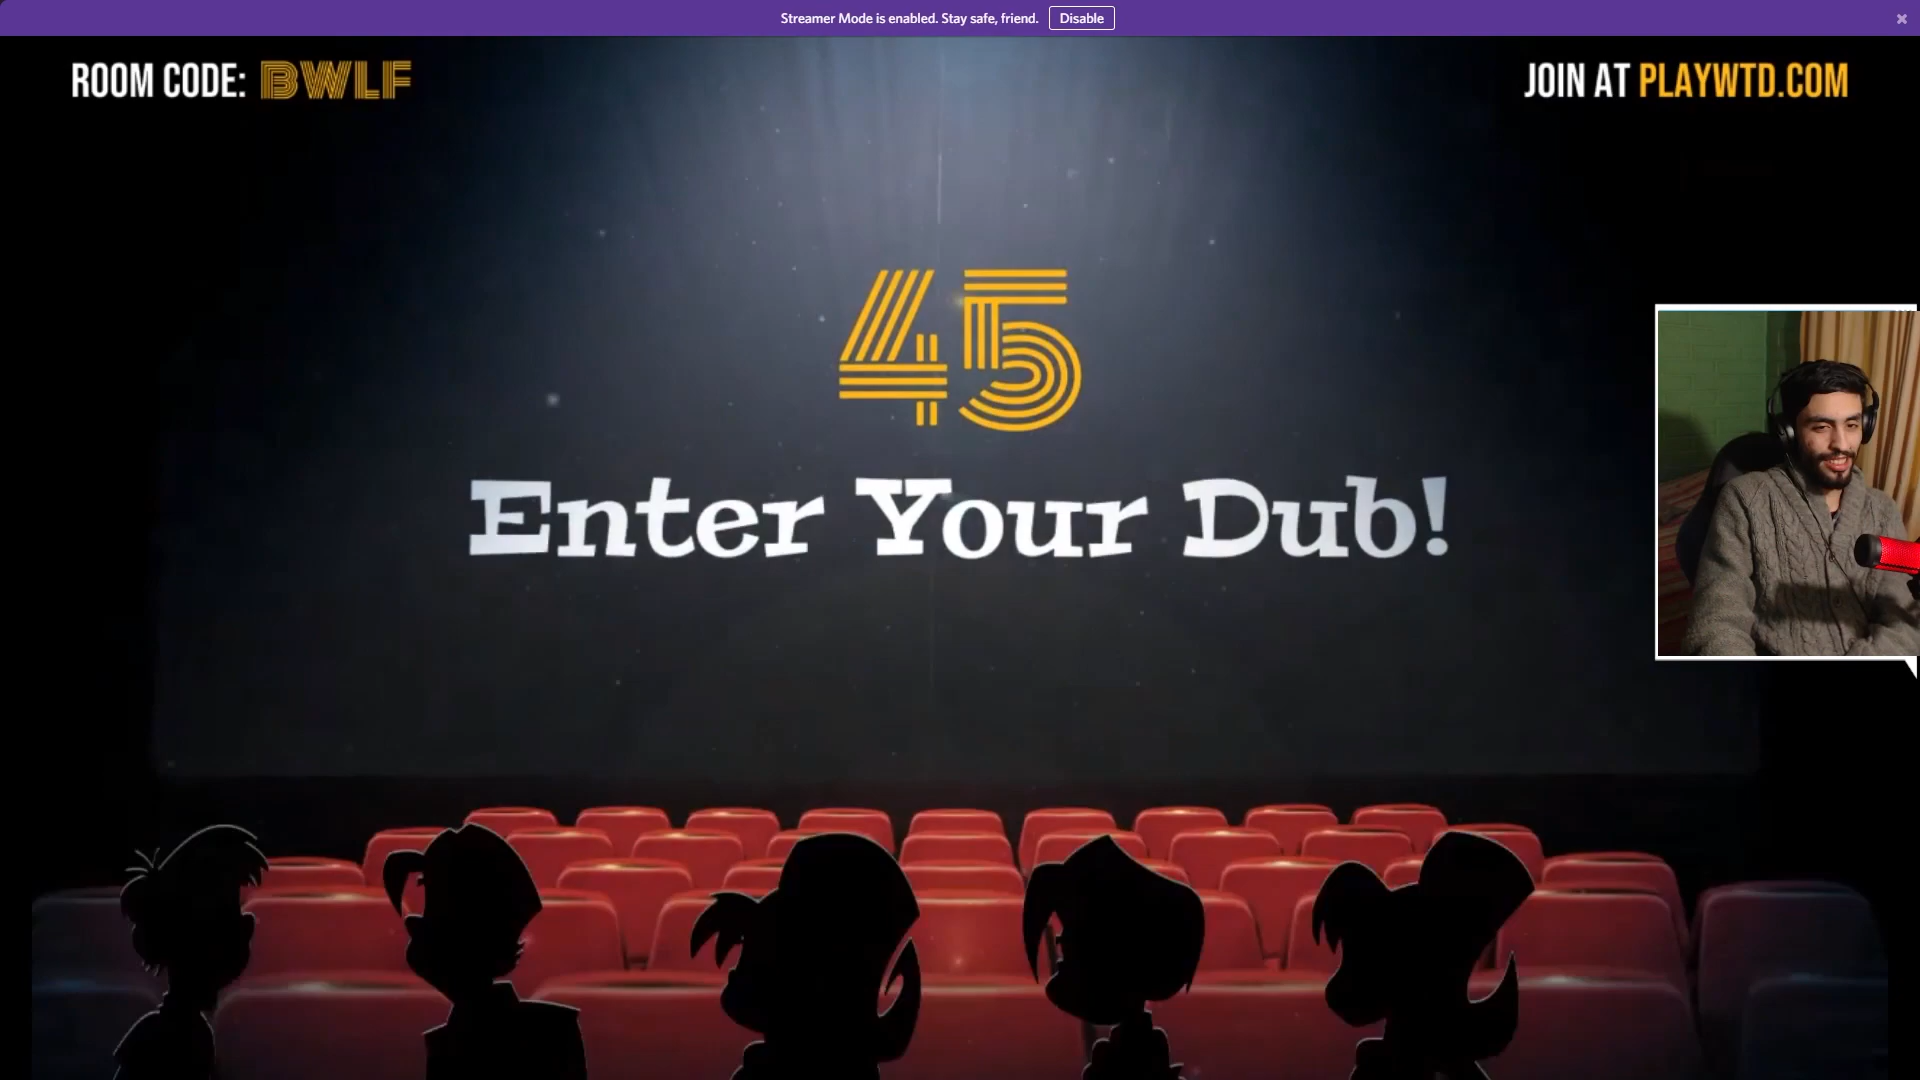 Streamer Mode is enabled. Stay safe, friend. Disable
ROOM CODE: BWLF
JOIN AT PLAYWTD.COM
45
Enter Your Dub!